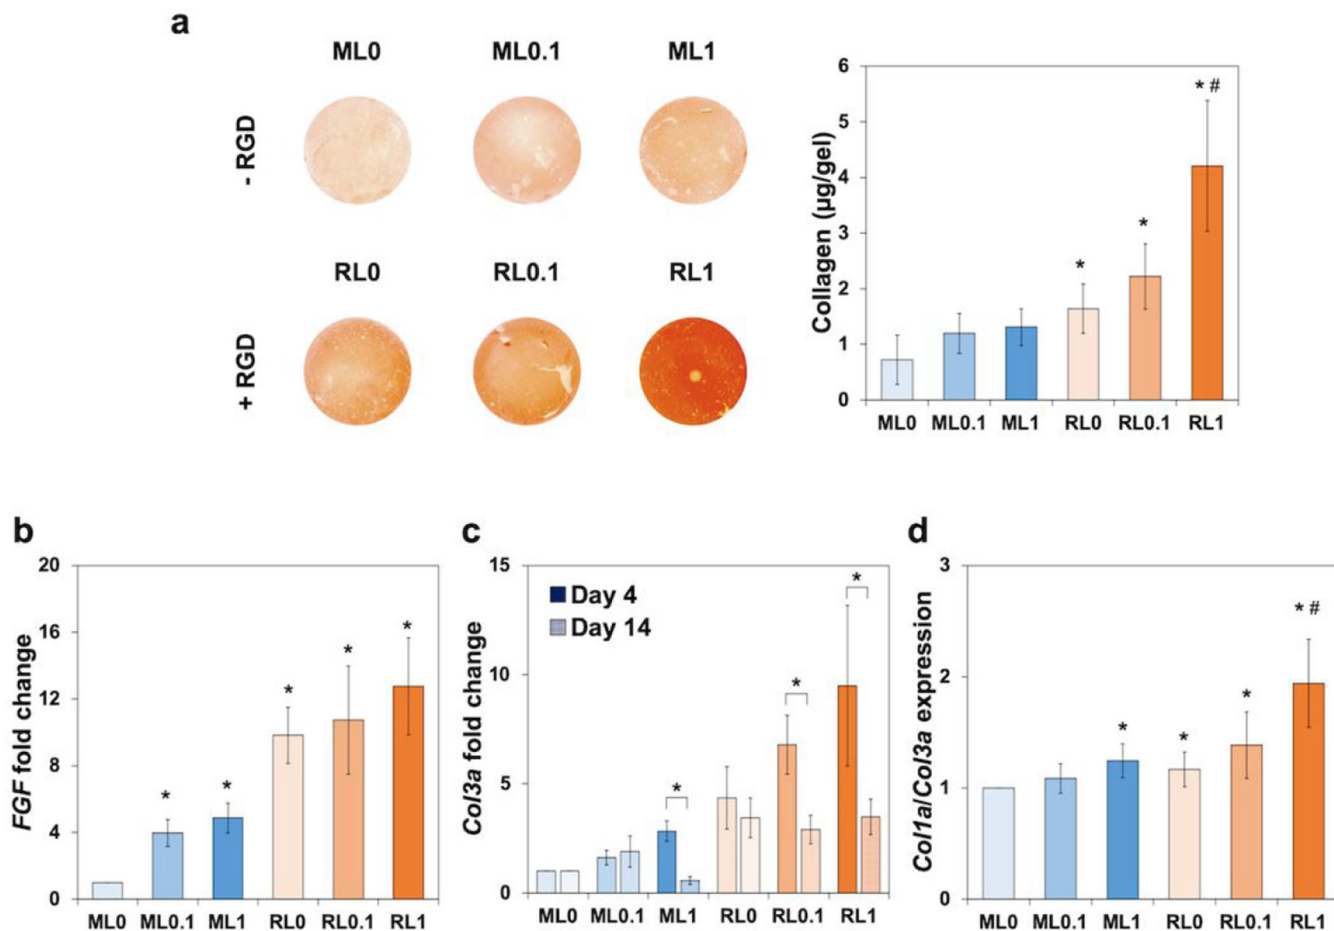 a
ML0 ML0.1 ML1
- RGD
RL0 RL0.1 RL1
+ RGD
Collagen (µg/gel)
6
5
4
3
2
1
0
* * * #
ML0 ML0.1 ML1 RL0 RL0.1 RL1
b
FGF fold change
20
16
12
8
4
0
* * * * *
ML0 ML0.1 ML1 RL0 RL0.1 RL1
c
Col3a fold change
15
10
5
0
Day 4
Day 14
* * *
ML0 ML0.1 ML1 RL0 RL0.1 RL1
d
Col1a/Col3a expression
3
2
1
0
* * * * #
ML0 ML0.1 ML1 RL0 RL0.1 RL1